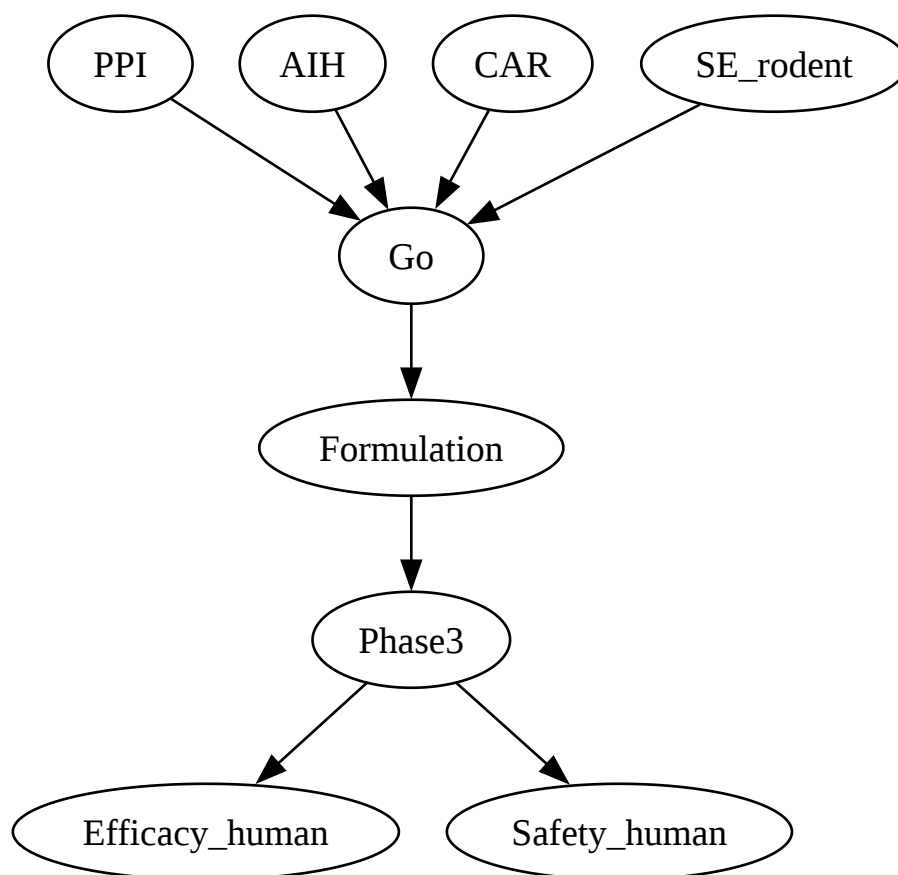 PPI AIH CAR SE_rodent
Go
Formulation
Phase3
Efficacy_human Safety_human